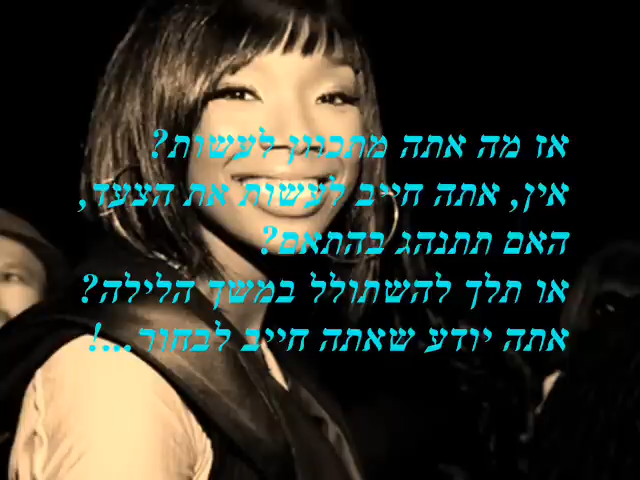 אז מה אתה מתכוון לעשות?
אין, אתה חייב לעשות את הצעד,
האם תתנהג בהתאם?
או תלך להשתולל במשך הלילה?
אתה יודע שאתה חייב לבחור...!